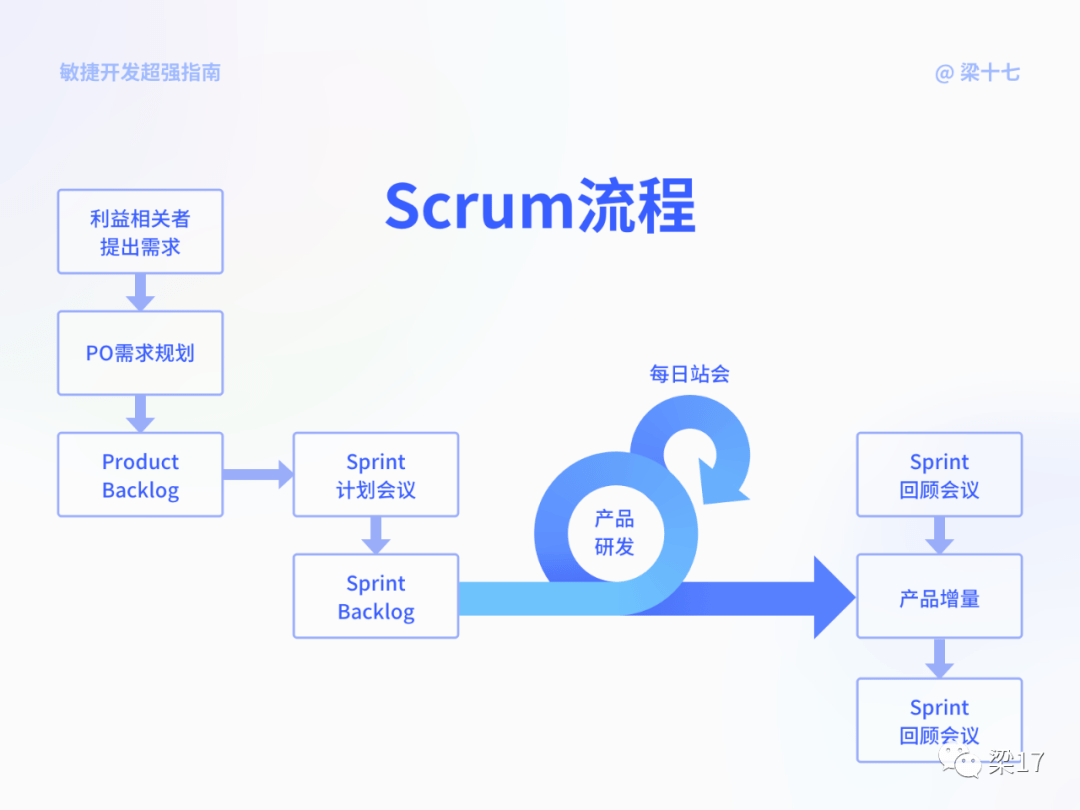 敏捷开发超强指南
@ 梁十七
Scrum流程
利益相关者
提出需求
PO需求规划
Product
Backlog
Sprint
计划会议
Sprint
Backlog
每日站会
产品
研发
Sprint
回顾会议
产品增量
Sprint
回顾会议
梁17